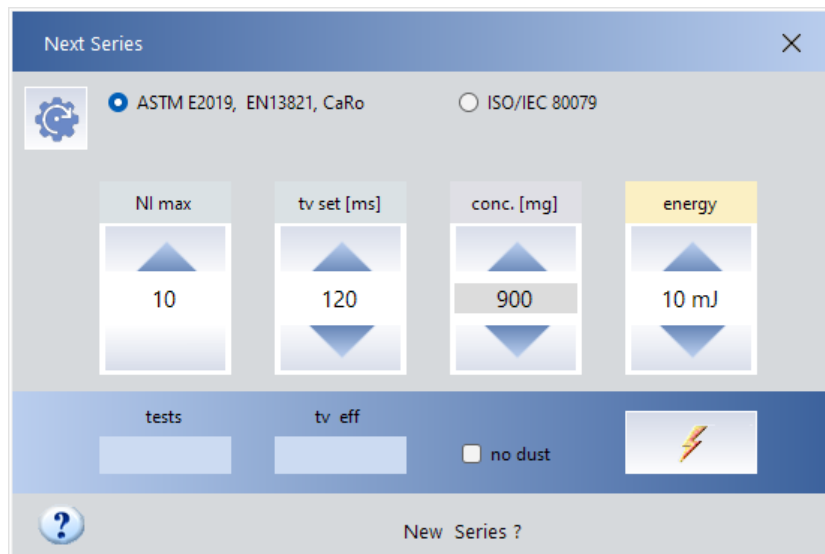 Next Series
ASTM E2019, EN13821, CaRo
ISO/IEC 80079
NI max
tv set [ms]
conc. [mg]
energy
10
120
900
10 mJ
tests
tv eff
no dust
?
New Series ?